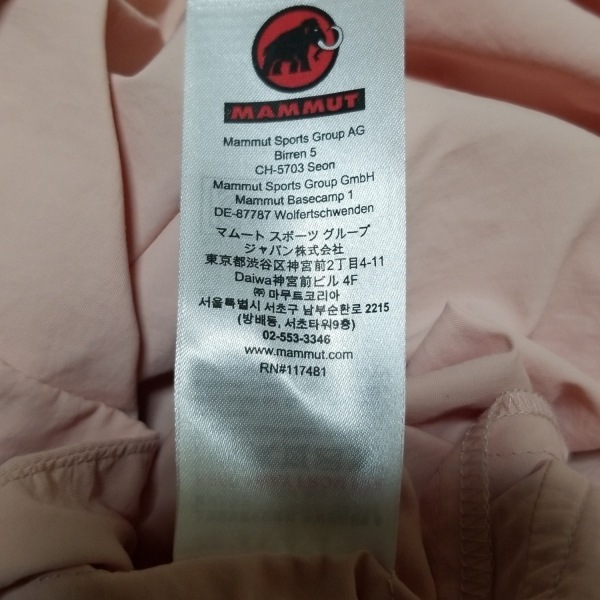 MAMMUT
Mammut Sports Group AG
Birren 5
CH-5703 Seon
Mammut Sports Group GmbH
Mammut Basecamp 1
DE-87787 Wolfertschwenden
マムート スポーツ グループ
ジャパン株式会社
東京都渋谷区神宮前2丁目4-11
Daiwa神宮前ビル 4F
㈜ 마무트코리아
서울특별시 서초구 남부순환로 2215
(방배동, 서초타워9층)
02-553-3346
www.mammut.com
RN#117481